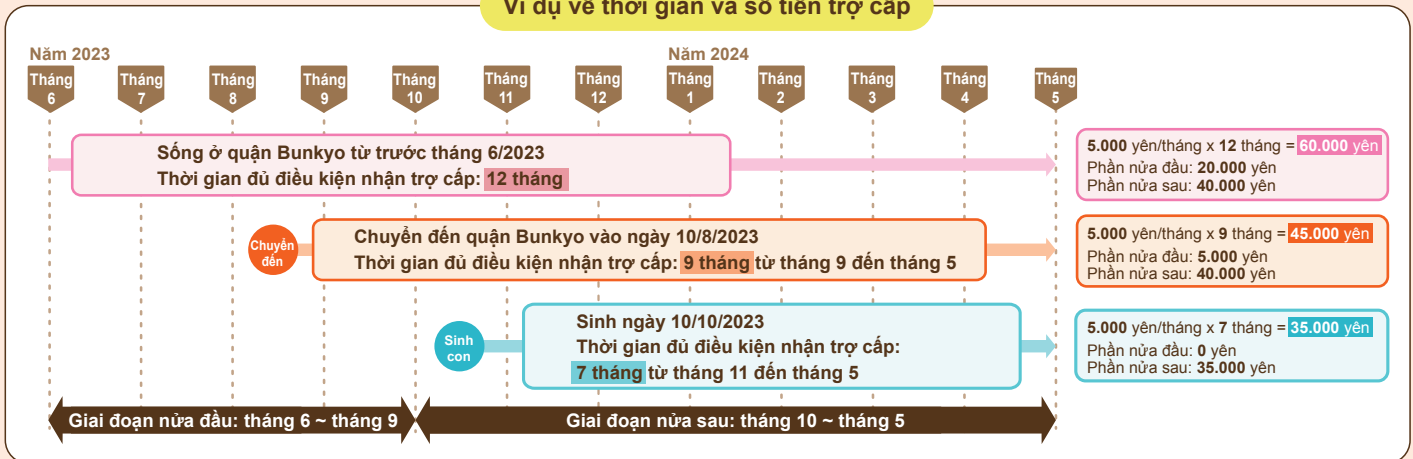 Ví dụ về thời gian và số tiền trợ cấp
Năm 2023
Năm 2024
Tháng 6
Tháng 7
Tháng 8
Tháng 9
Tháng 10
Tháng 11
Tháng 12
Tháng 1
Tháng 2
Tháng 3
Tháng 4
Tháng 5
Sống ở quận Bunkyo từ trước tháng 6/2023
Thời gian đủ điều kiện nhận trợ cấp: 12 tháng
5.000 yên/tháng x 12 tháng = 60.000 yên
Phần nửa đầu: 20.000 yên
Phần nửa sau: 40.000 yên
Chuyển
đến
Chuyển đến quận Bunkyo vào ngày 10/8/2023
Thời gian đủ điều kiện nhận trợ cấp: 9 tháng từ tháng 9 đến tháng 5
5.000 yên/tháng x 9 tháng = 45.000 yên
Phần nửa đầu: 5.000 yên
Phần nửa sau: 40.000 yên
Sinh
con
Sinh ngày 10/10/2023
Thời gian đủ điều kiện nhận trợ cấp:
7 tháng từ tháng 11 đến tháng 5
5.000 yên/tháng x 7 tháng = 35.000 yên
Phần nửa đầu: 0 yên
Phần nửa sau: 35.000 yên
Giai đoạn nửa đầu: tháng 6 ~ tháng 9
Giai đoạn nửa sau: tháng 10 ~ tháng 5